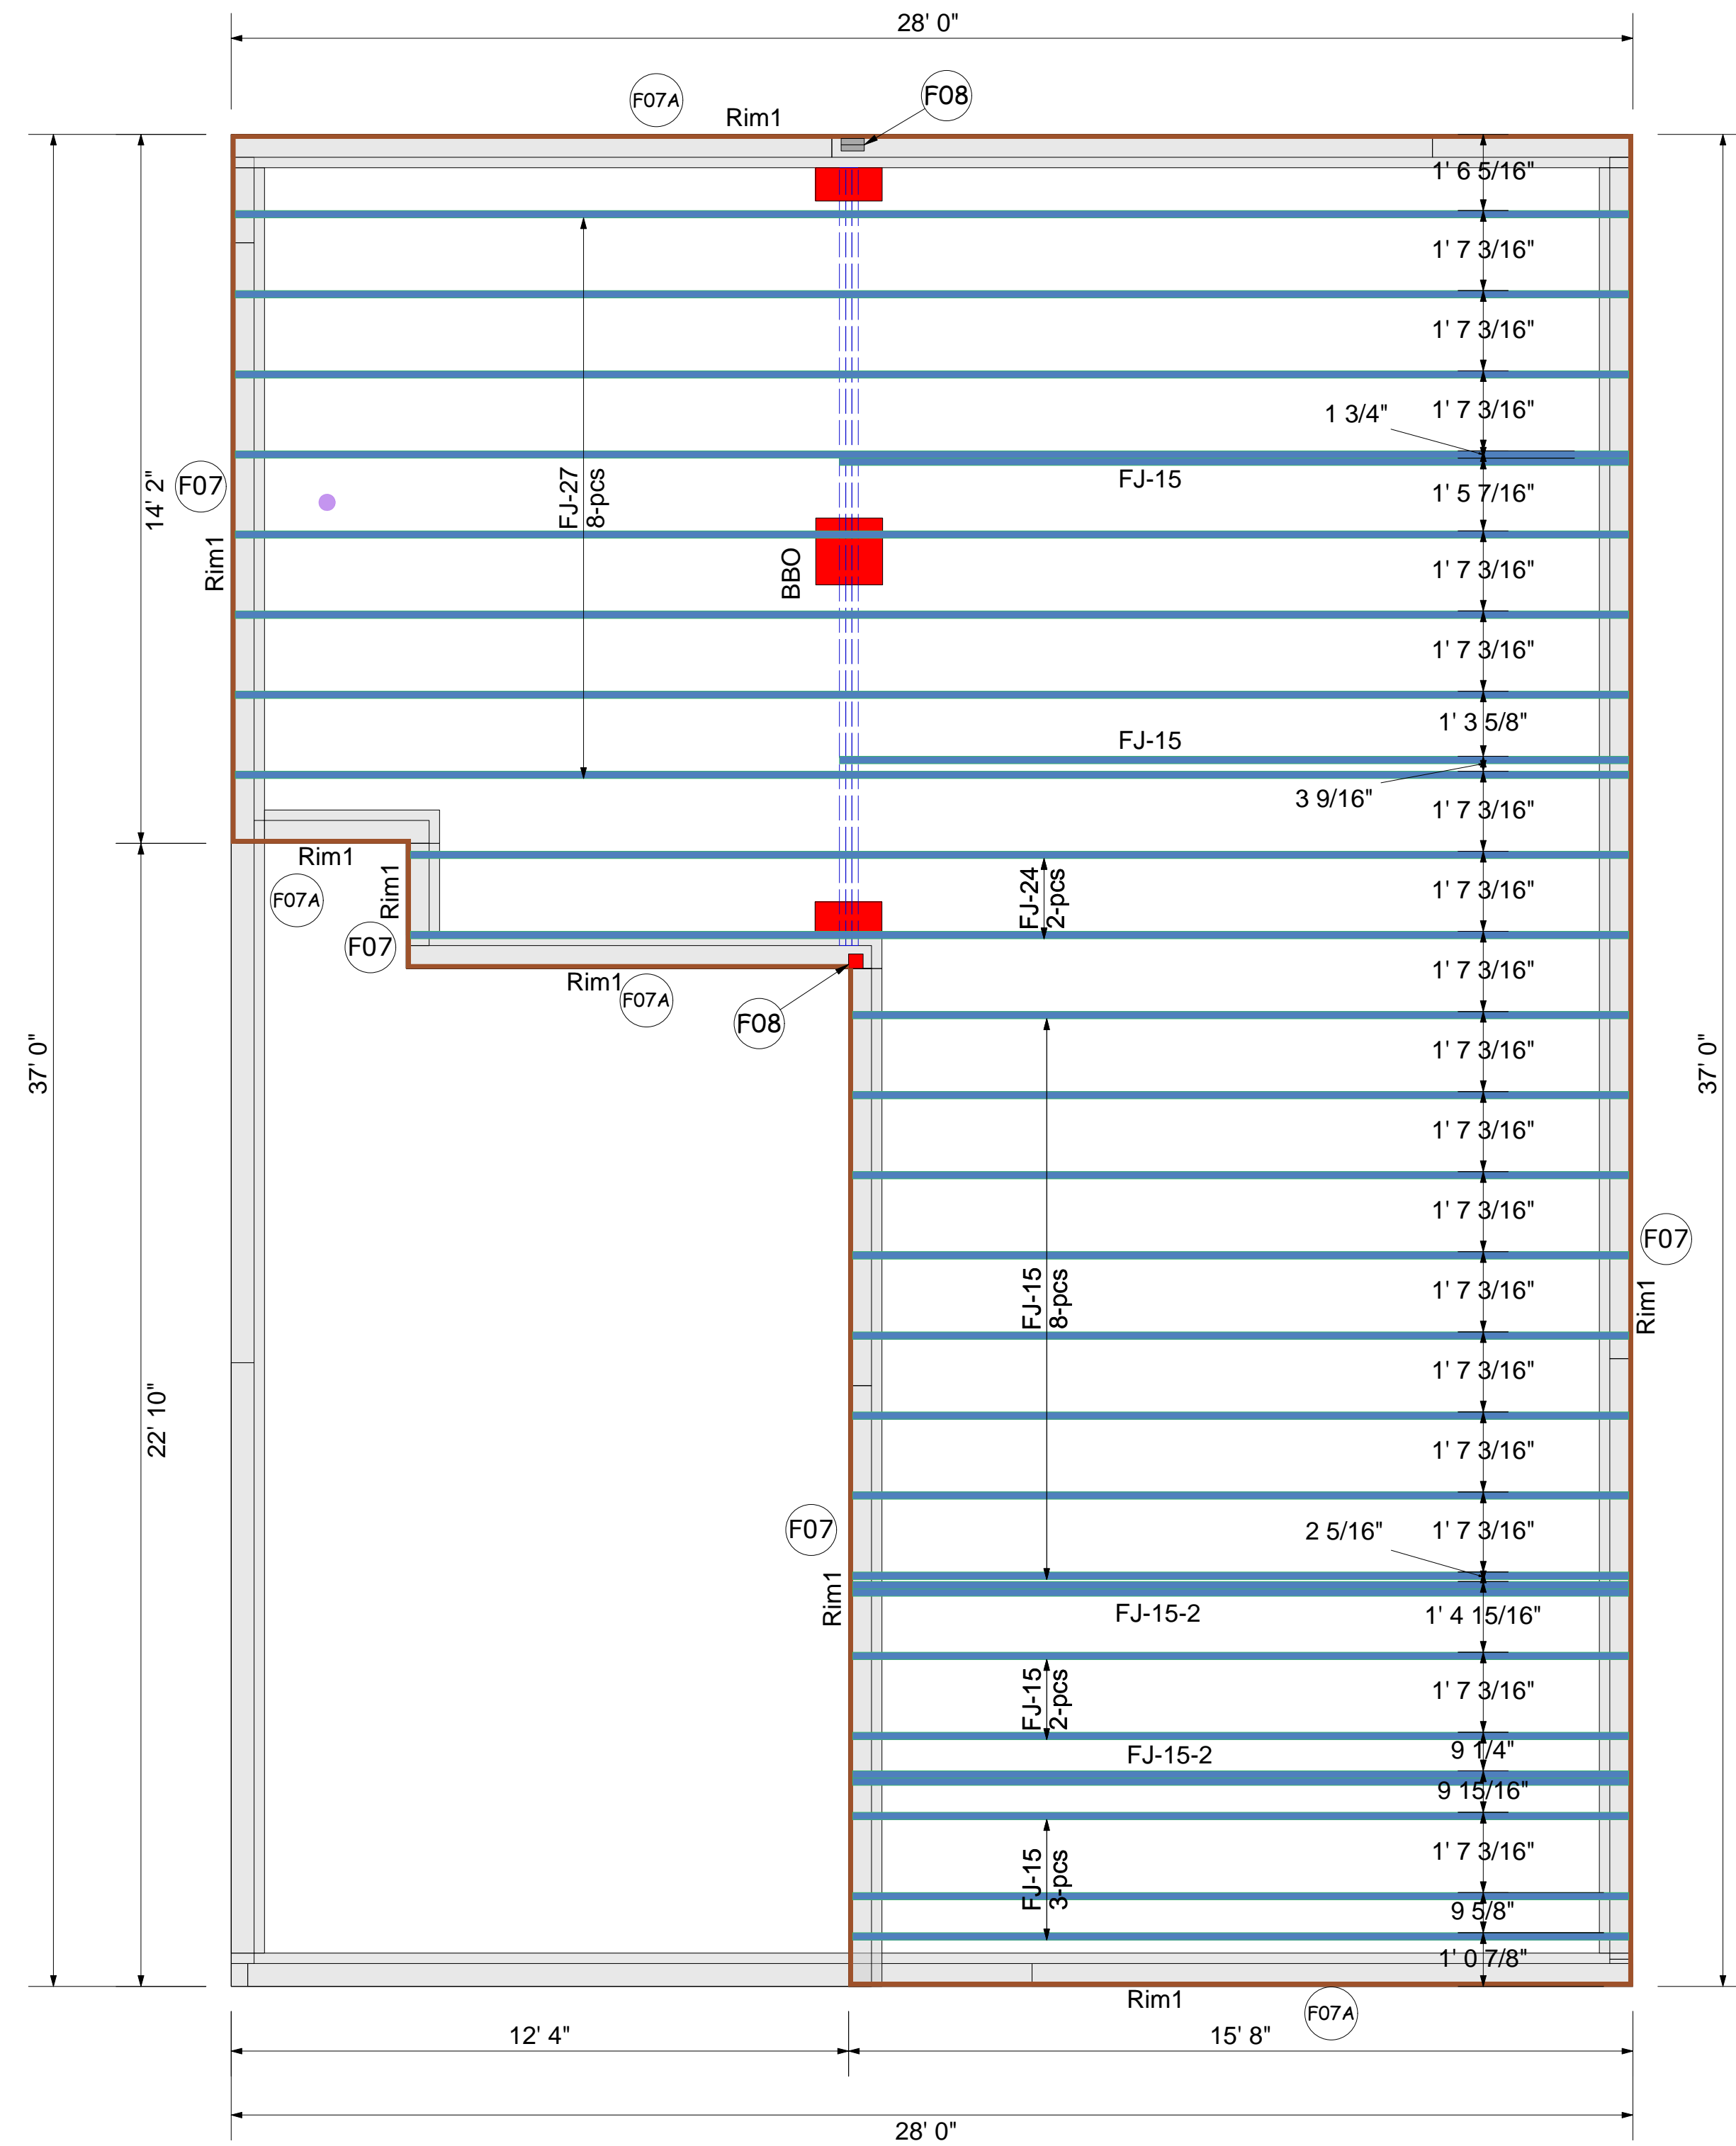 28' 0"
F07A
Rim1
F08
1' 6 5/16"
1' 7 3/16"
1' 7 3/16"
1 3/4"
1' 7 3/16"
14' 2"
F07
Rim1
FJ-27
8-pcs
FJ-15
1' 5 7/16"
BBO
1' 7 3/16"
1' 7 3/16"
1' 3 5/8"
FJ-15
3 9/16"
1' 7 3/16"
Rim1
F07A
Rim1
F07
FJ-24
2-pcs
1' 7 3/16"
Rim1
F07A
F08
1' 7 3/16"
37' 0"
37' 0"
1' 7 3/16"
1' 7 3/16"
1' 7 3/16"
FJ-15
8-pcs
F07
Rim1
1' 7 3/16"
1' 7 3/16"
22' 10"
1' 7 3/16"
F07
Rim1
2 5/16"
1' 7 3/16"
FJ-15-2
1' 4 15/16"
FJ-15
2-pcs
1' 7 3/16"
FJ-15-2
9 1/4"
9 15/16"
FJ-15
3-pcs
1' 7 3/16"
9 5/8"
1' 0 7/8"
Rim1
F07A
12' 4"
15' 8"
28' 0"